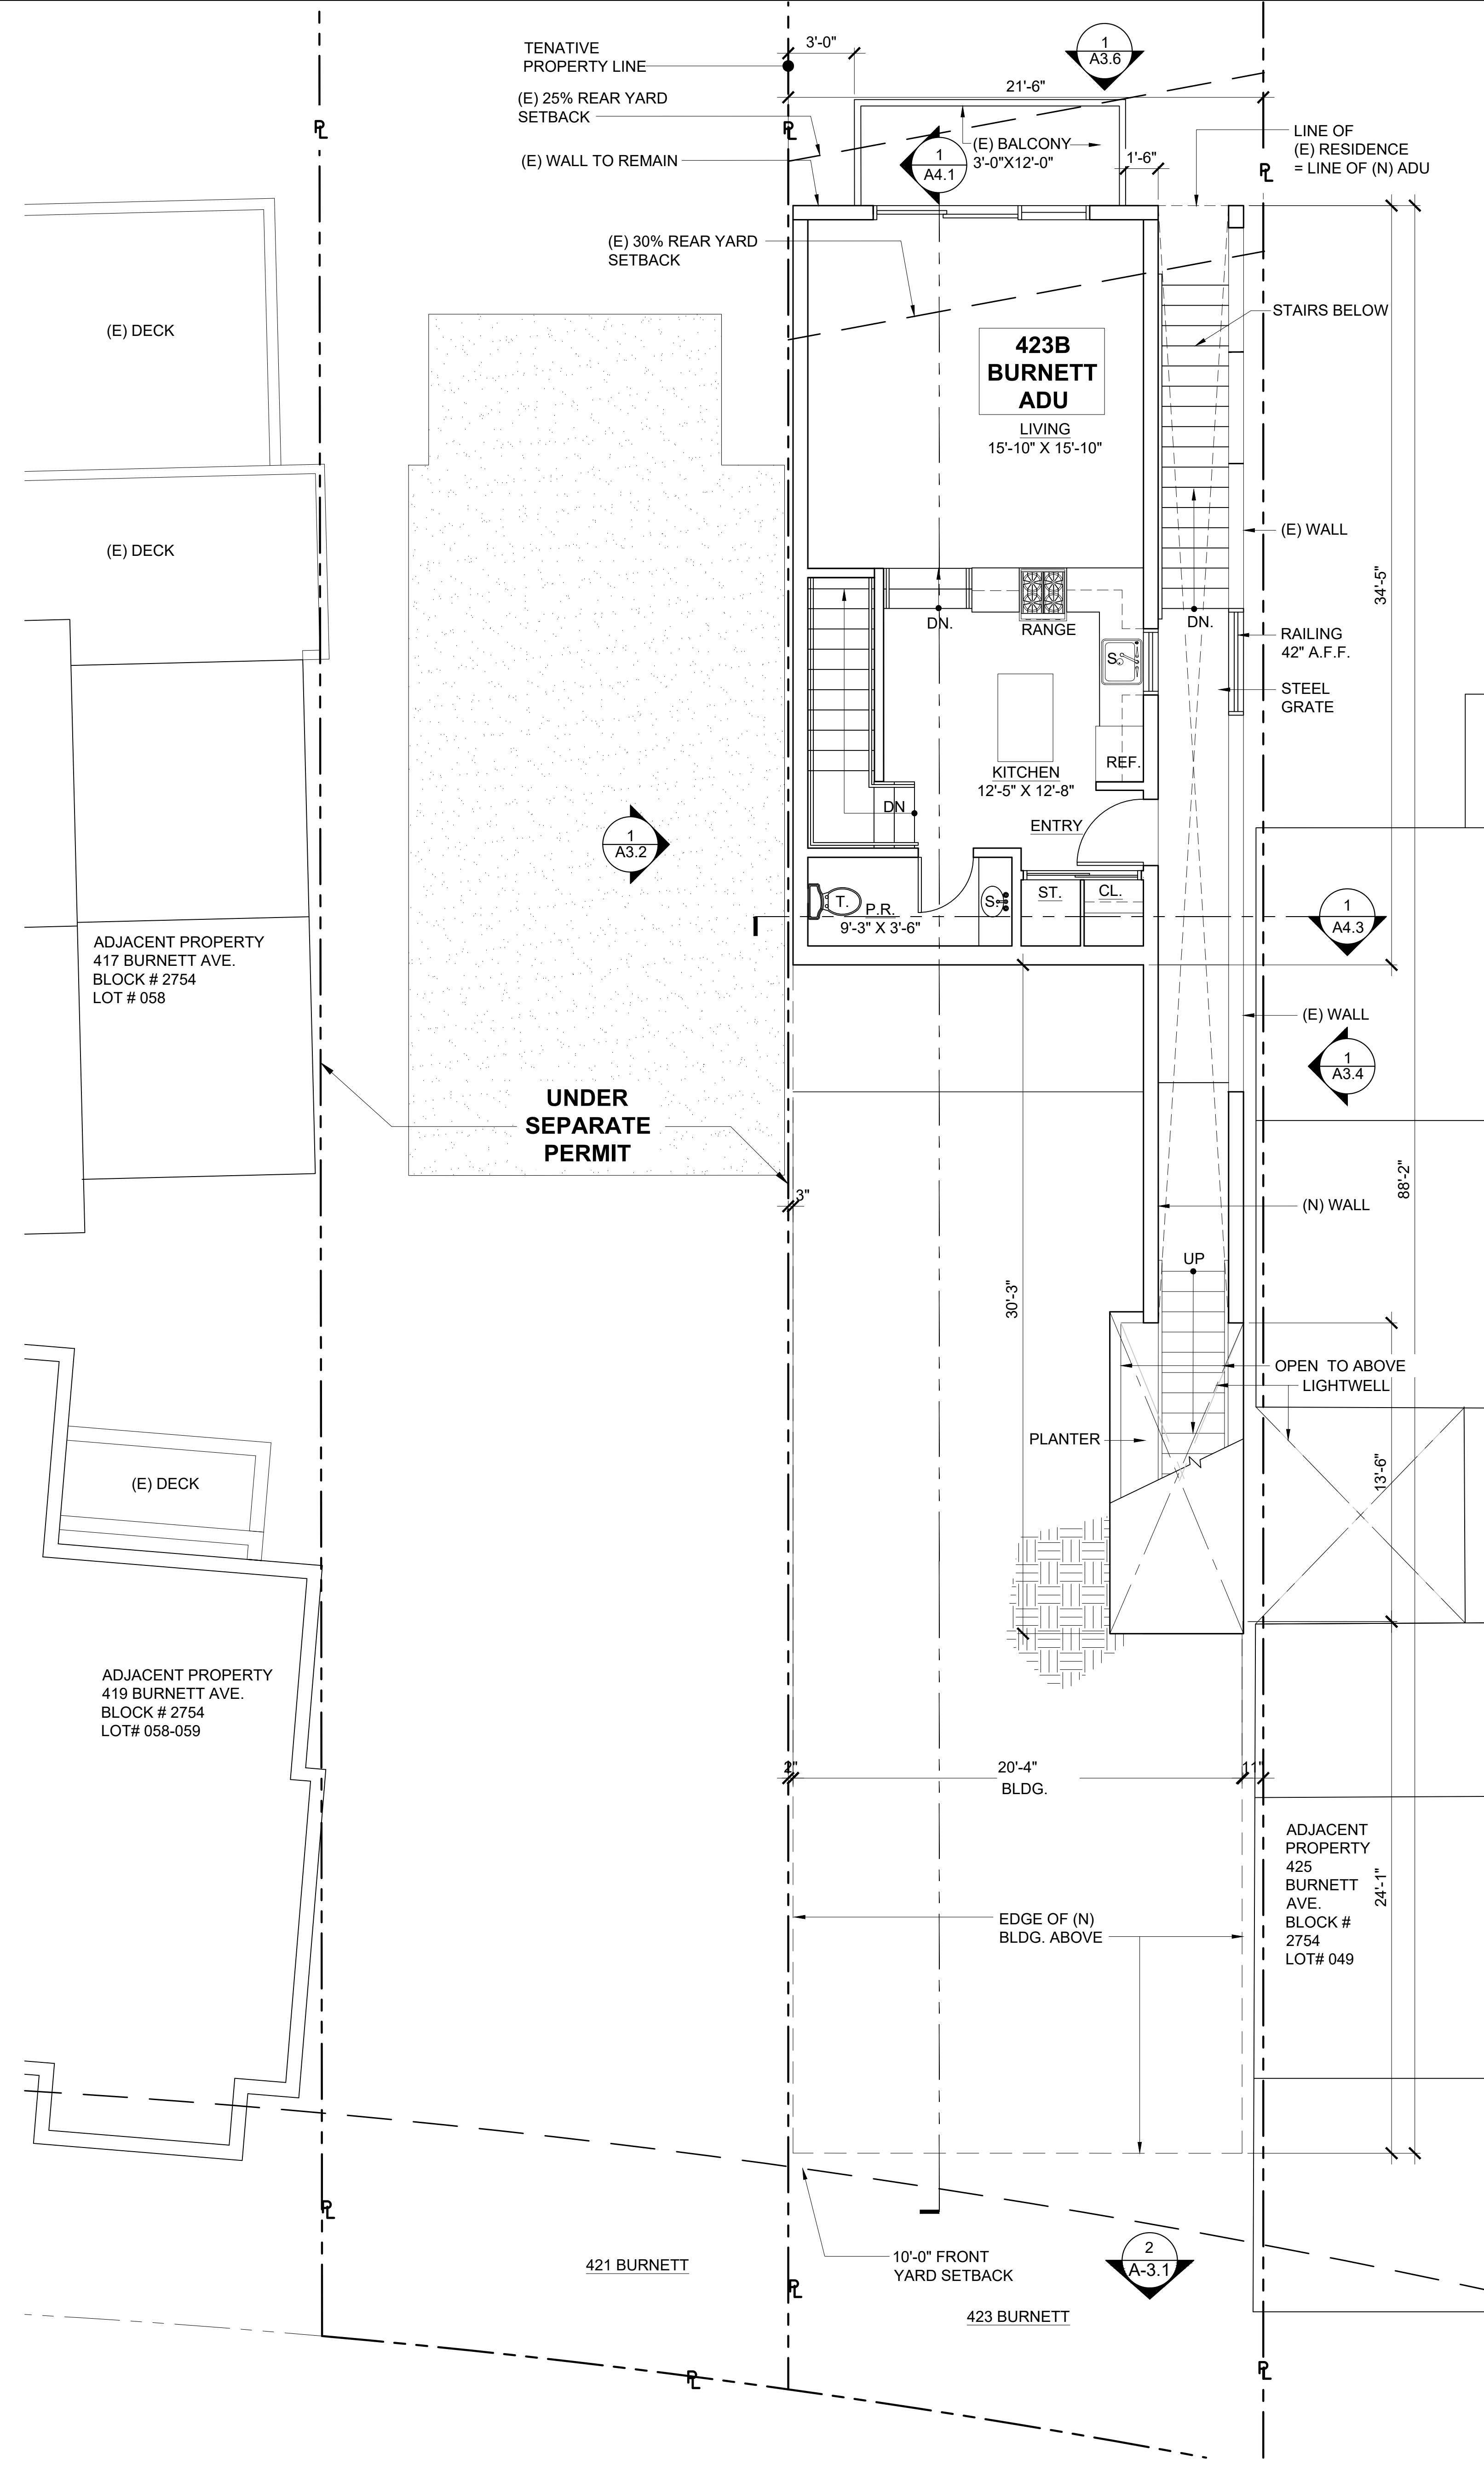 TENATIVE
PROPERTY LINE
3'-0"
1
A3.6
21'-6"
(E) 25% REAR YARD
SETBACK
(E) WALL TO REMAIN
PL
PL
PL
(E) BALCONY
3'-0"X12'-0"
1
A4.1
1'-6"
LINE OF
(E) RESIDENCE
= LINE OF (N) ADU
(E) 30% REAR YARD
SETBACK
(E) DECK
423B
BURNETT
ADU
LIVING
15'-10" X 15'-10"
STAIRS BELOW
(E) DECK
(E) WALL
34'-5"
DN.
RANGE
DN.
S.
RAILING
42" A.F.F.
STEEL
GRATE
REF.
KITCHEN
12'-5" X 12'-8"
DN
ENTRY
1
A3.2
T.
P.R.
9'-3" X 3'-6"
S.
ST.
CL.
1
A4.3
ADJACENT PROPERTY
417 BURNETT AVE.
BLOCK # 2754
LOT # 058
(E) WALL
1
A3.4
UNDER
SEPARATE
PERMIT
3"
88'-2"
(N) WALL
UP
30'-3"
OPEN TO ABOVE
LIGHTWELL
PLANTER
13'-6"
(E) DECK
ADJACENT PROPERTY
419 BURNETT AVE.
BLOCK # 2754
LOT# 058-059
20'-4"
BLDG.
11"
ADJACENT
PROPERTY
425
BURNETT
AVE.
BLOCK #
2754
LOT# 049
24'-1"
EDGE OF (N)
BLDG. ABOVE
PL
421 BURNETT
10'-0" FRONT
YARD SETBACK
2
A-3.1
PL
423 BURNETT
PL
PL